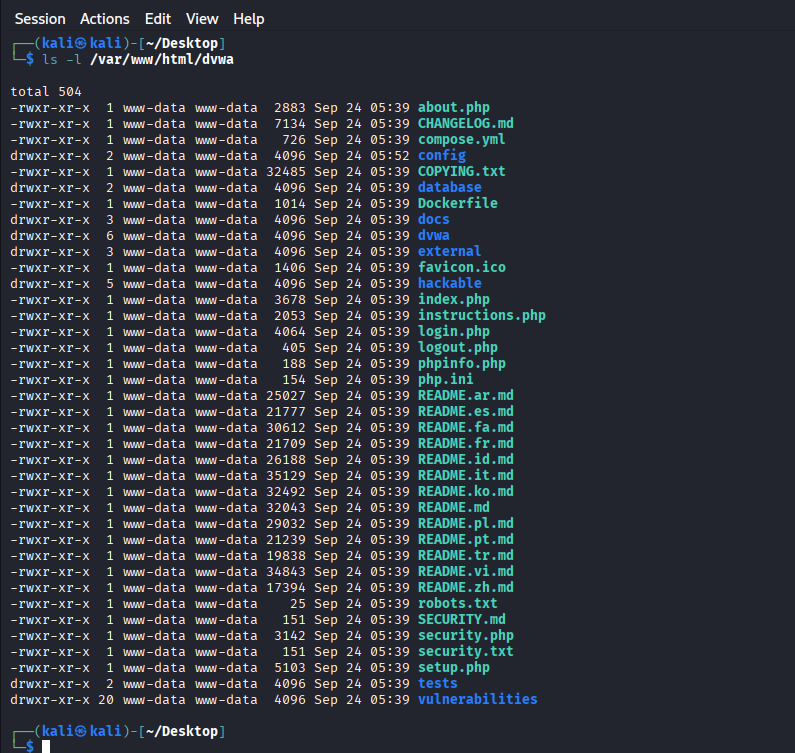 Session Actions Edit View Help
┌──(kali㉿kali)-[~/Desktop]
└─$ ls -l /var/www/html/dvwa
total 504
-rwxr-xr-x 1 www-data www-data 2883 Sep 24 05:39 about.php
-rwxr-xr-x 1 www-data www-data 7134 Sep 24 05:39 CHANGELOG.md
-rwxr-xr-x 1 www-data www-data 726 Sep 24 05:39 compose.yml
drwxr-xr-x 2 www-data www-data 4096 Sep 24 05:52 config
-rwxr-xr-x 1 www-data www-data 32485 Sep 24 05:39 COPYING.txt
drwxr-xr-x 2 www-data www-data 4096 Sep 24 05:39 database
-rwxr-xr-x 1 www-data www-data 1014 Sep 24 05:39 Dockerfile
drwxr-xr-x 3 www-data www-data 4096 Sep 24 05:39 docs
drwxr-xr-x 6 www-data www-data 4096 Sep 24 05:39 dvwa
drwxr-xr-x 3 www-data www-data 4096 Sep 24 05:39 external
-rwxr-xr-x 1 www-data www-data 1406 Sep 24 05:39 favicon.ico
drwxr-xr-x 5 www-data www-data 4096 Sep 24 05:39 hackable
-rwxr-xr-x 1 www-data www-data 3678 Sep 24 05:39 index.php
-rwxr-xr-x 1 www-data www-data 2053 Sep 24 05:39 instructions.php
-rwxr-xr-x 1 www-data www-data 4064 Sep 24 05:39 login.php
-rwxr-xr-x 1 www-data www-data 405 Sep 24 05:39 logout.php
-rwxr-xr-x 1 www-data www-data 188 Sep 24 05:39 phpinfo.php
-rwxr-xr-x 1 www-data www-data 154 Sep 24 05:39 php.ini
-rwxr-xr-x 1 www-data www-data 25027 Sep 24 05:39 README.ar.md
-rwxr-xr-x 1 www-data www-data 21777 Sep 24 05:39 README.es.md
-rwxr-xr-x 1 www-data www-data 30612 Sep 24 05:39 README.fa.md
-rwxr-xr-x 1 www-data www-data 21709 Sep 24 05:39 README.fr.md
-rwxr-xr-x 1 www-data www-data 26188 Sep 24 05:39 README.id.md
-rwxr-xr-x 1 www-data www-data 35129 Sep 24 05:39 README.it.md
-rwxr-xr-x 1 www-data www-data 32492 Sep 24 05:39 README.ko.md
-rwxr-xr-x 1 www-data www-data 32043 Sep 24 05:39 README.md
-rwxr-xr-x 1 www-data www-data 29032 Sep 24 05:39 README.pl.md
-rwxr-xr-x 1 www-data www-data 21239 Sep 24 05:39 README.pt.md
-rwxr-xr-x 1 www-data www-data 19838 Sep 24 05:39 README.tr.md
-rwxr-xr-x 1 www-data www-data 34843 Sep 24 05:39 README.vi.md
-rwxr-xr-x 1 www-data www-data 17394 Sep 24 05:39 README.zh.md
-rwxr-xr-x 1 www-data www-data 25 Sep 24 05:39 robots.txt
-rwxr-xr-x 1 www-data www-data 151 Sep 24 05:39 SECURITY.md
-rwxr-xr-x 1 www-data www-data 3142 Sep 24 05:39 security.php
-rwxr-xr-x 1 www-data www-data 151 Sep 24 05:39 security.txt
-rwxr-xr-x 1 www-data www-data 5103 Sep 24 05:39 setup.php
drwxr-xr-x 2 www-data www-data 4096 Sep 24 05:39 tests
drwxr-xr-x 20 www-data www-data 4096 Sep 24 05:39 vulnerabilities
┌──(kali㉿kali)-[~/Desktop]
└─$